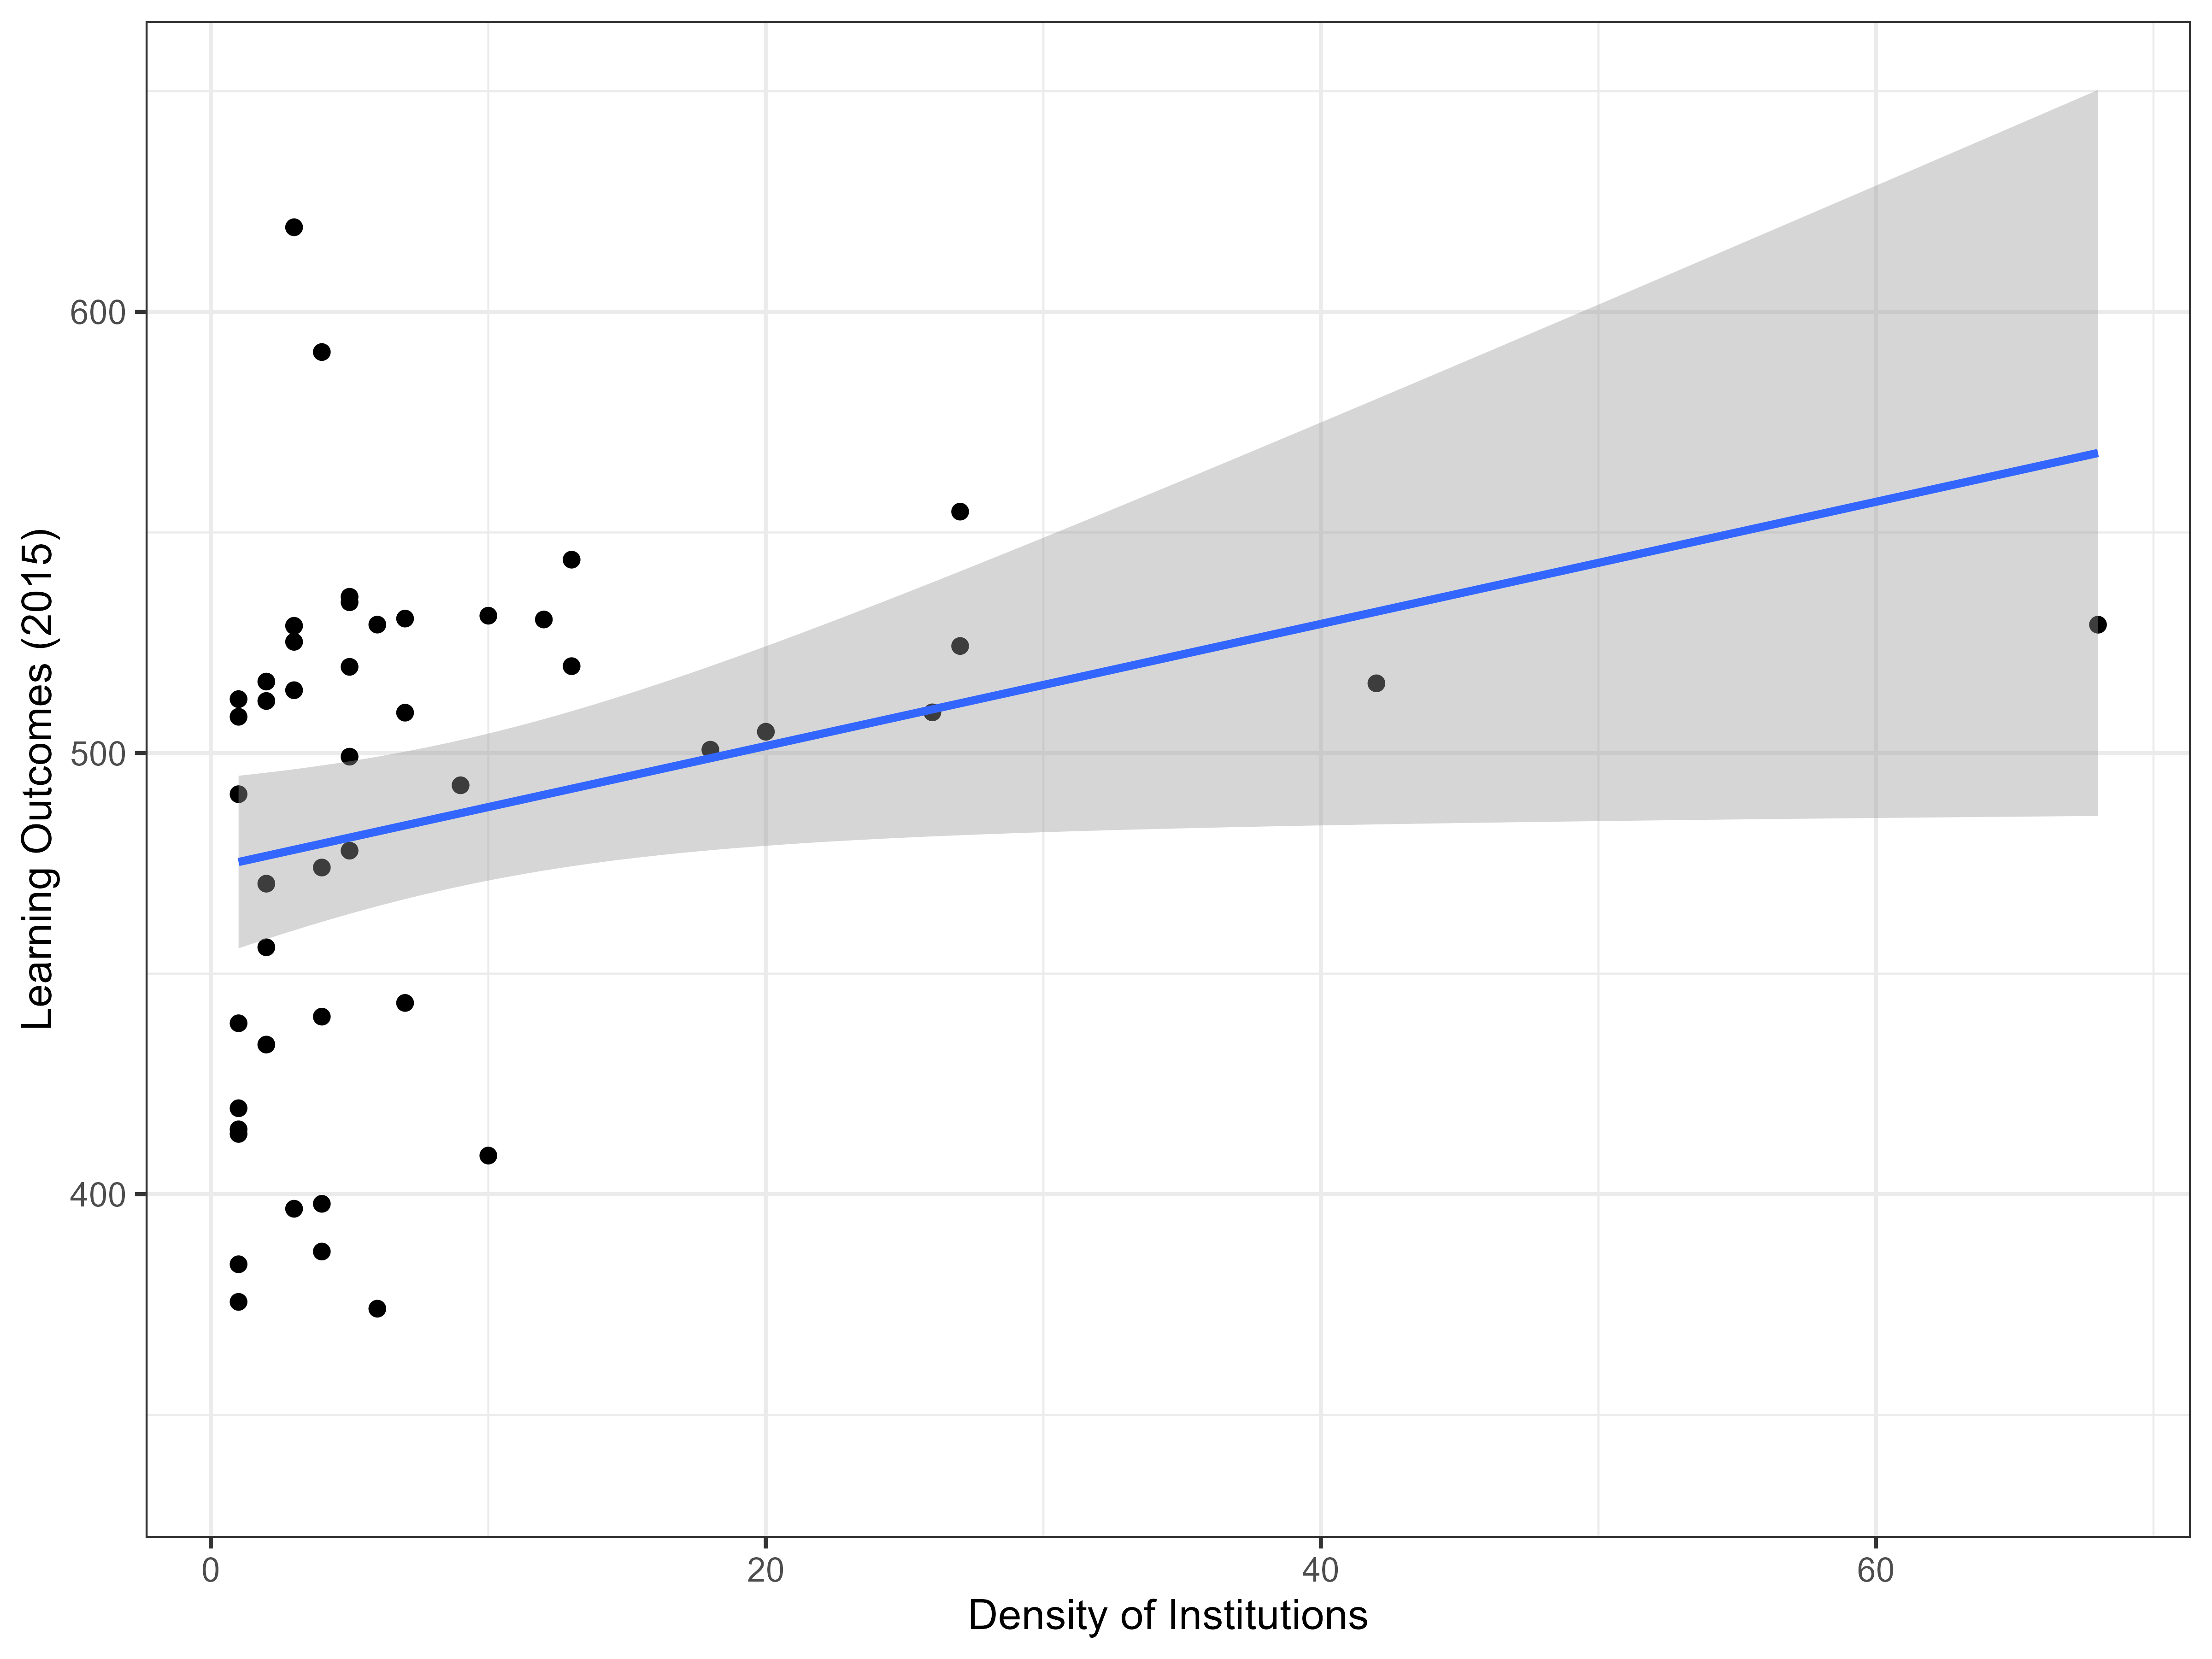 Learning Outcomes (2015)
600
500
400
0 20 40 60
Density of Institutions